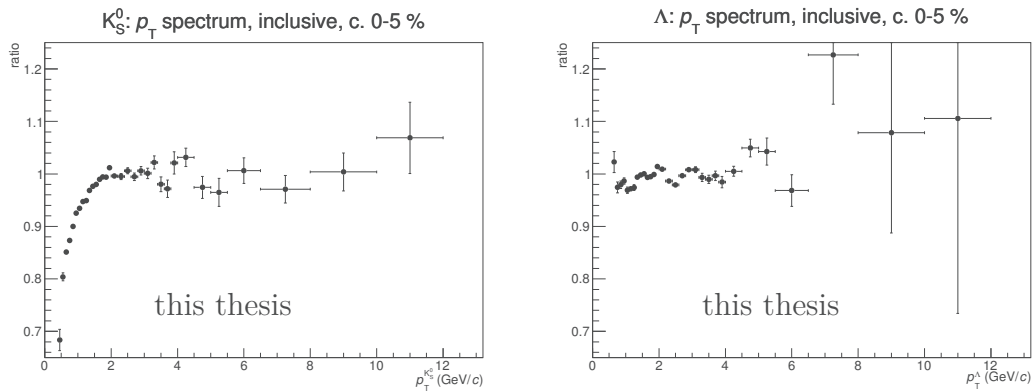 K⁰_S: p_T spectrum, inclusive, c. 0-5 %
ratio
1.2
1.1
1
0.9
0.8
0.7
this thesis
0 2 4 6 8 10 12
p_T^{K⁰_S} (GeV/c)
Λ: p_T spectrum, inclusive, c. 0-5 %
ratio
1.2
1.1
1
0.9
0.8
0.7
this thesis
0 2 4 6 8 10 12
p_T^Λ (GeV/c)